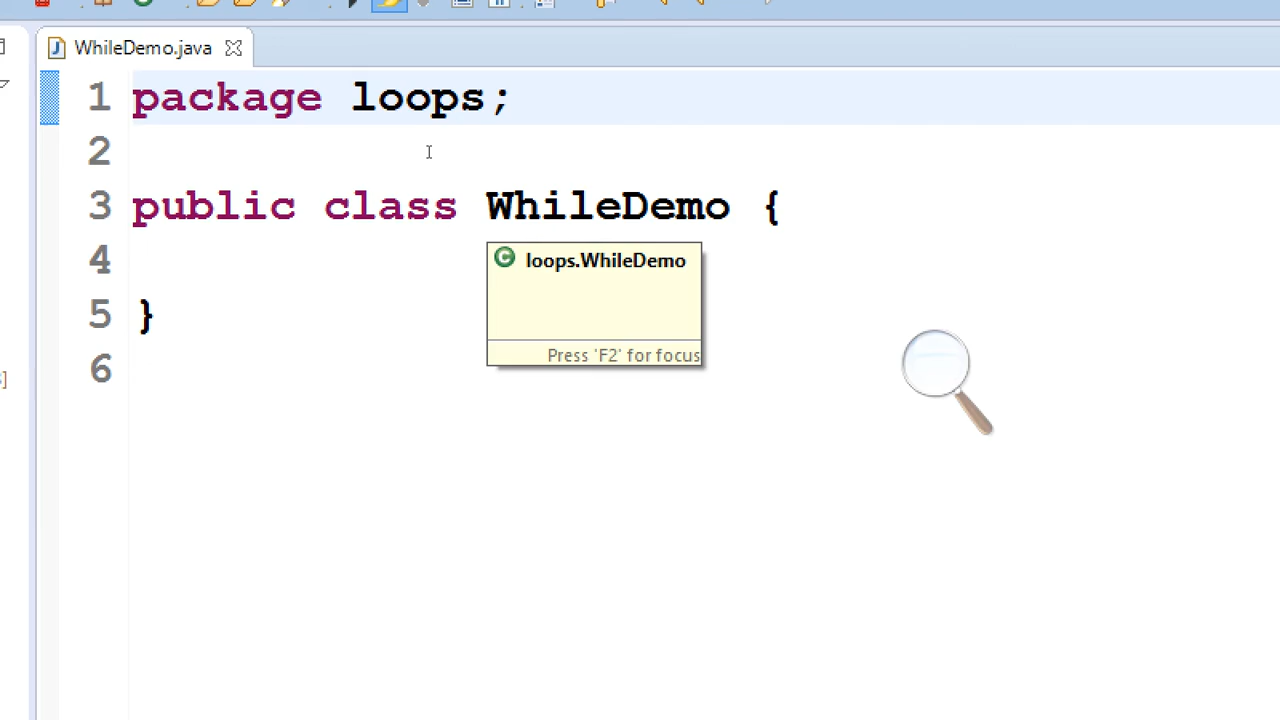 WhileDemo.java
1 package loops;
2
3 public class WhileDemo {
loops.WhileDemo
Press 'F2' for focus
4
5 }
6